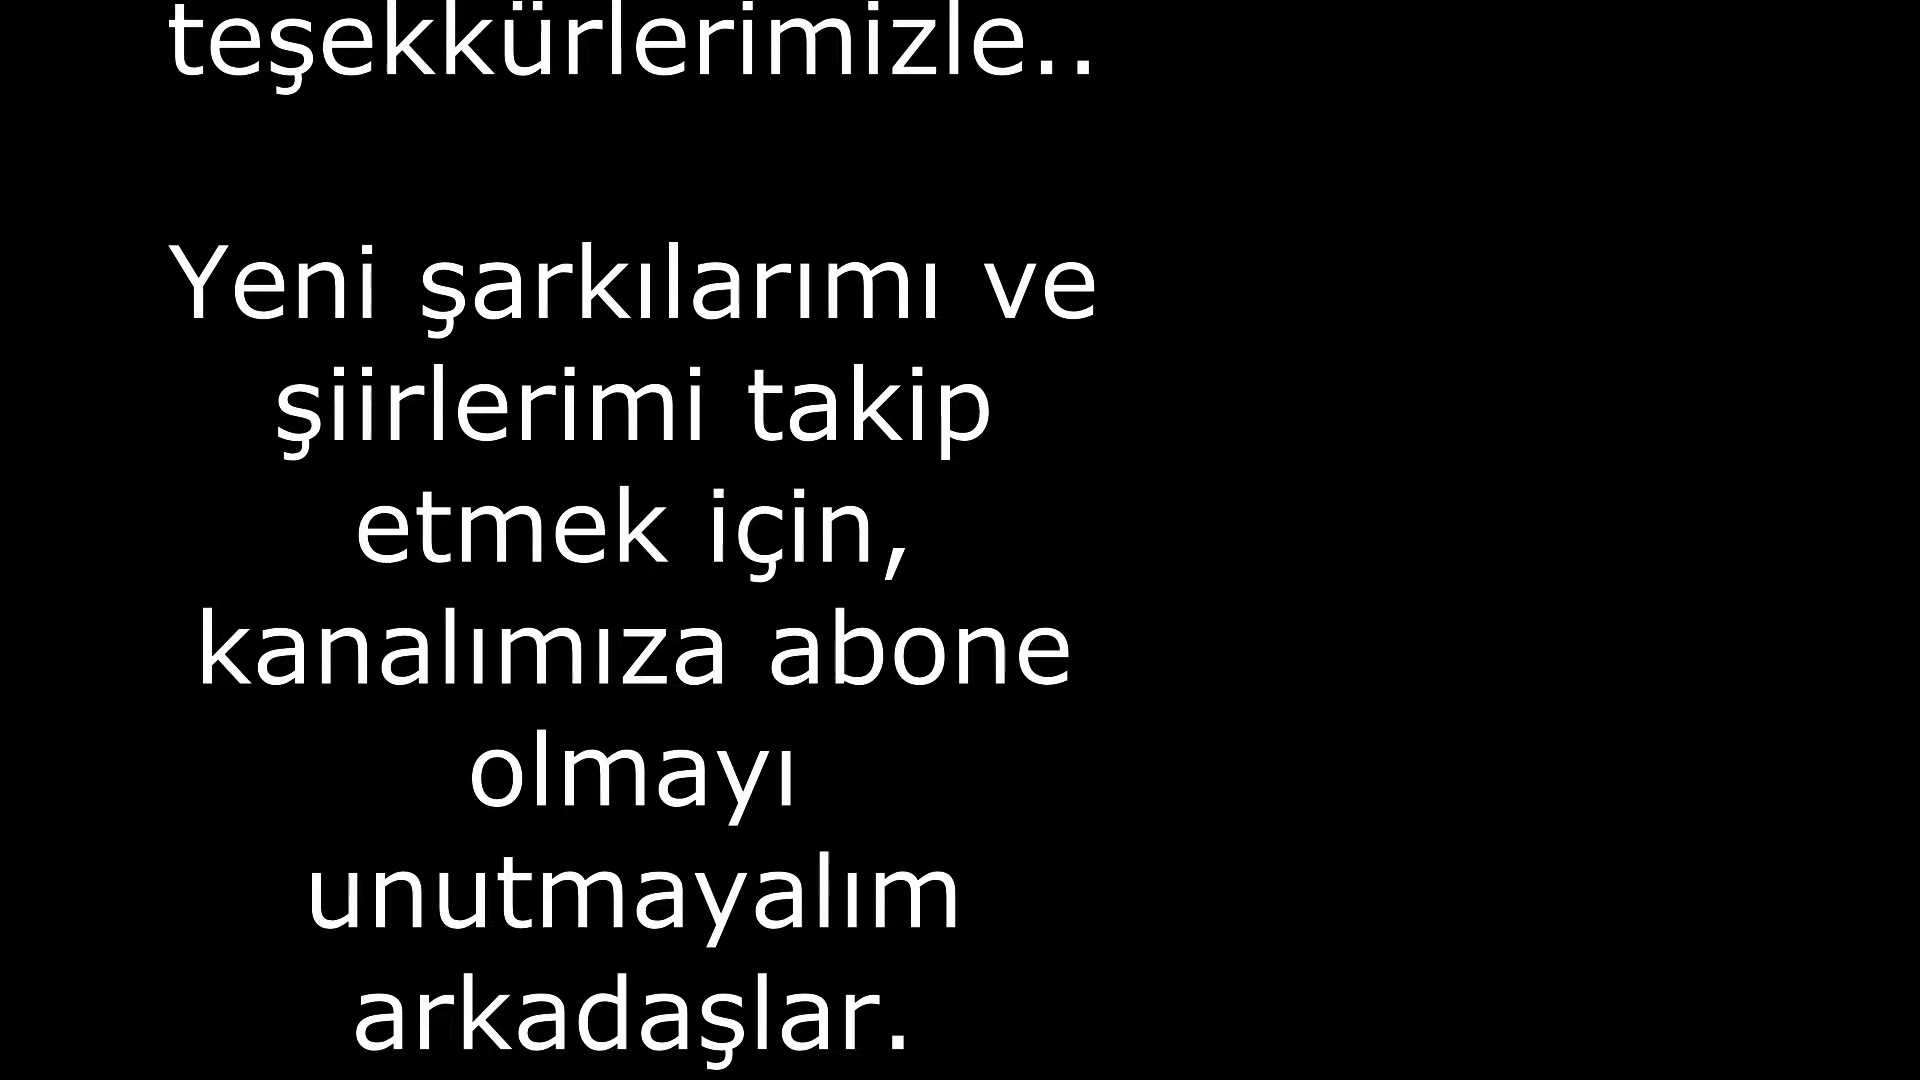 teşekkürlerimizle..
Yeni şarkılarımı ve
şiirlerimi takip
etmek için,
kanalımıza abone
olmayı
unutmayalım
arkadaşlar.